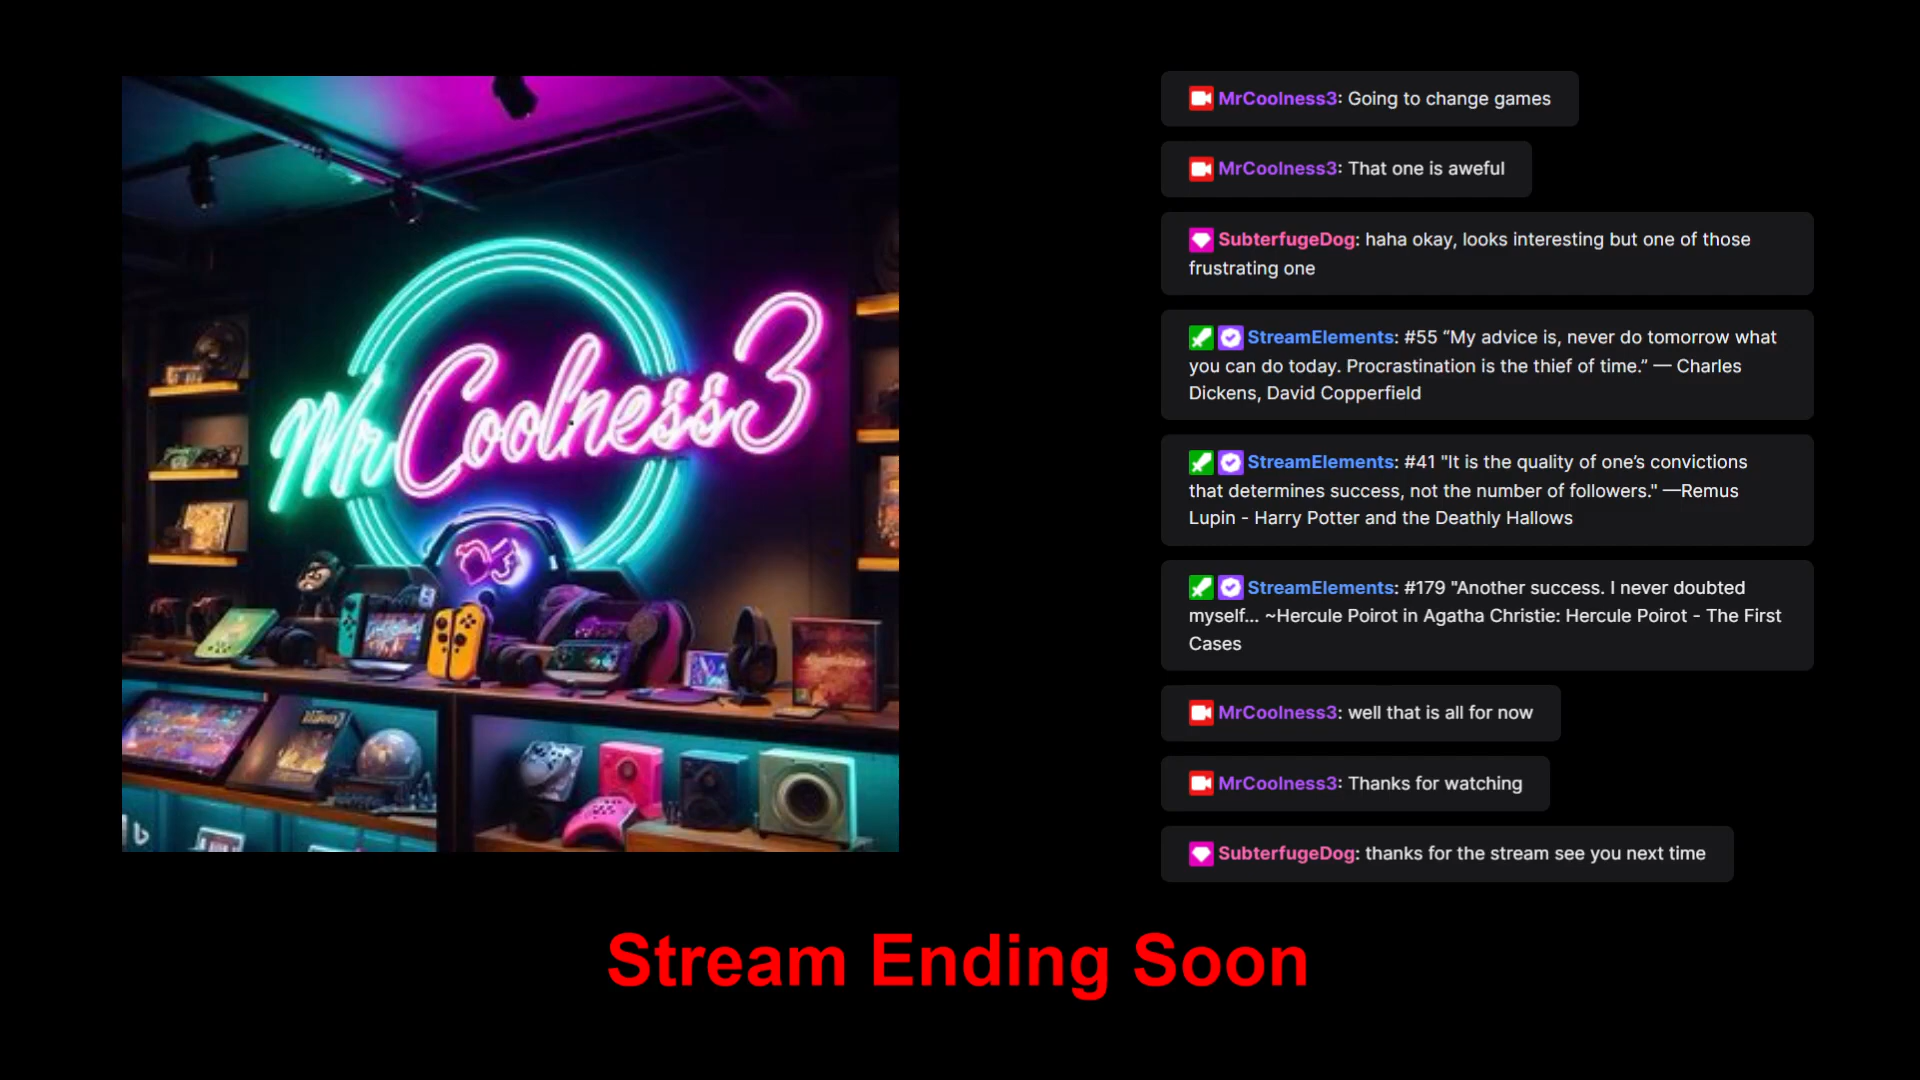 MrCoolness3
b
MrCoolness3: Going to change games
MrCoolness3: That one is aweful
SubterfugeDog: haha okay, looks interesting but one of those
frustrating one
StreamElements: #55 “My advice is, never do tomorrow what
you can do today. Procrastination is the thief of time.” — Charles
Dickens, David Copperfield
StreamElements: #41 "It is the quality of one’s convictions
that determines success, not the number of followers." —Remus
Lupin - Harry Potter and the Deathly Hallows
StreamElements: #179 "Another success. I never doubted
myself... ~Hercule Poirot in Agatha Christie: Hercule Poirot - The First
Cases
MrCoolness3: well that is all for now
MrCoolness3: Thanks for watching
SubterfugeDog: thanks for the stream see you next time
Stream Ending Soon